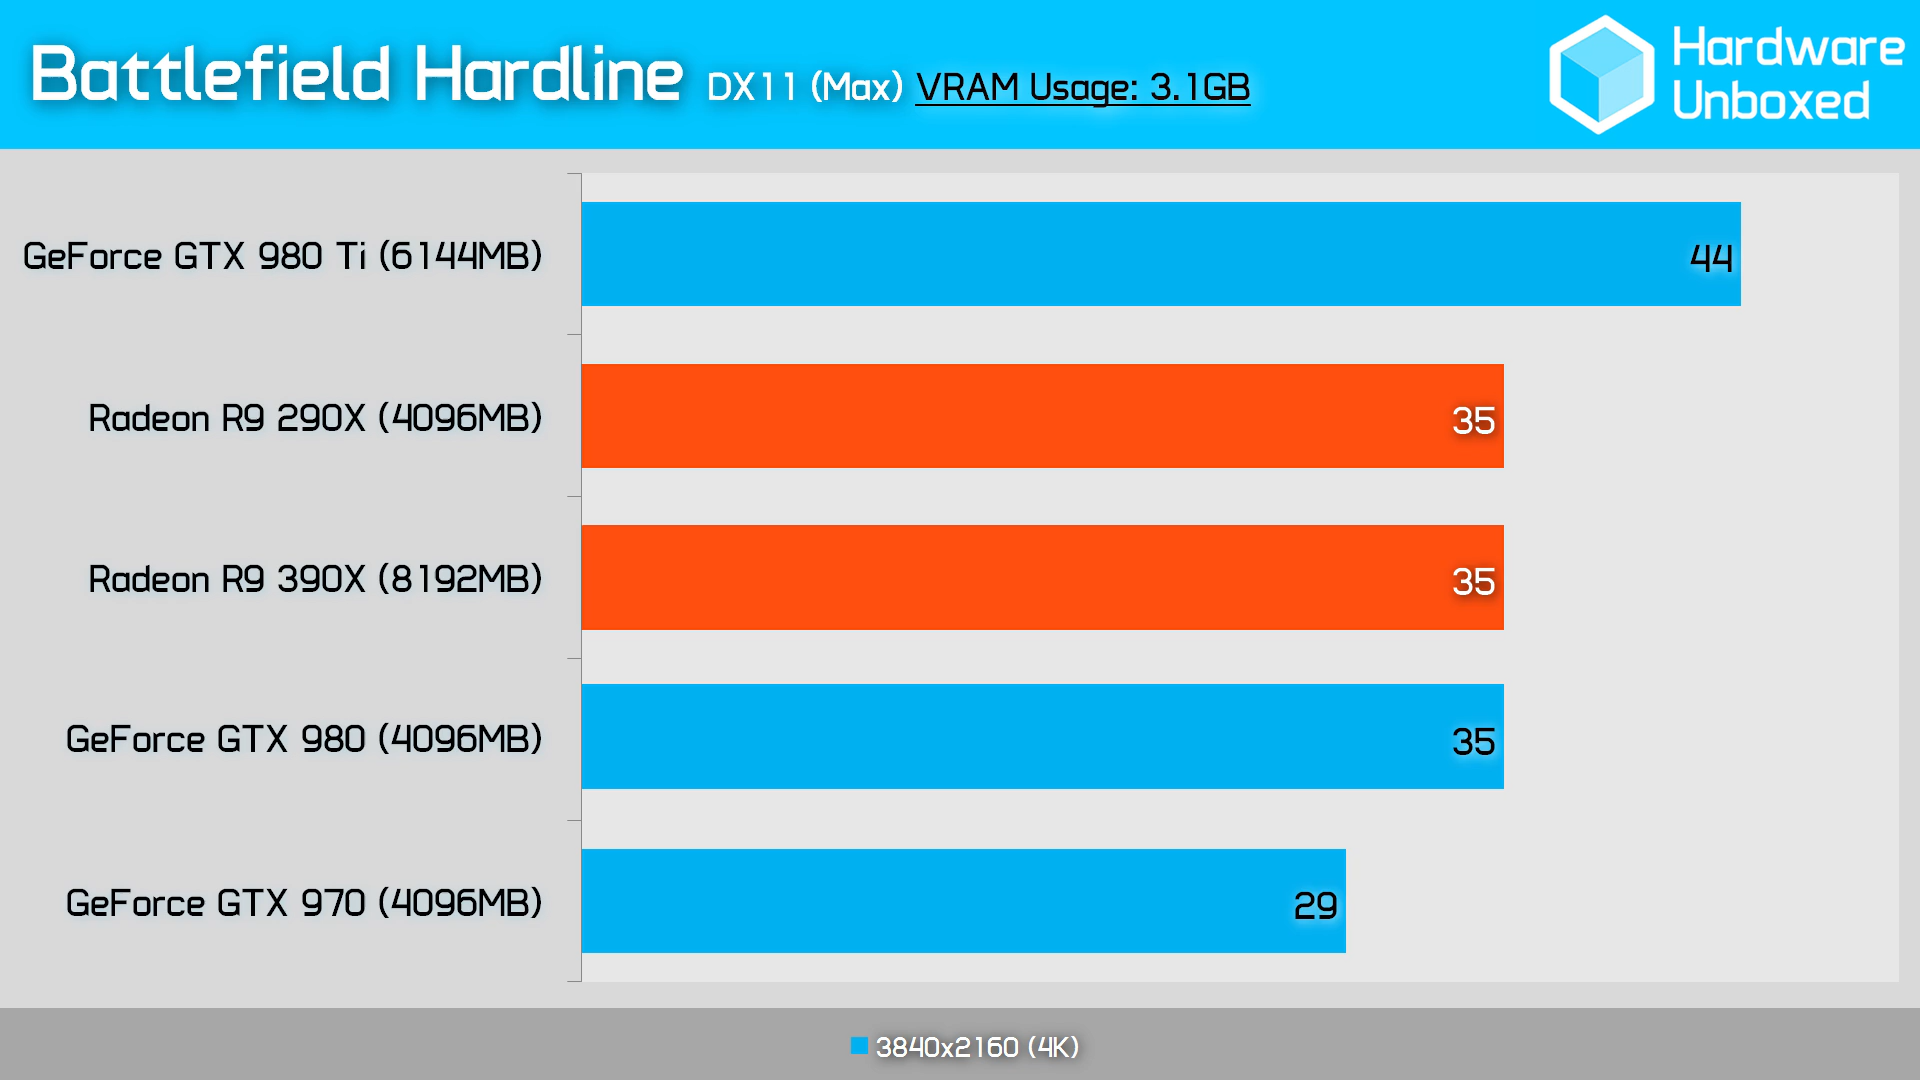 Battlefield Hardline DX11 (Max) VRAM Usage: 3.1GB
Hardware
Unboxed
GeForce GTX 980 Ti (6144MB) 44
Radeon R9 290X (4096MB) 35
Radeon R9 390X (8192MB) 35
GeForce GTX 980 (4096MB) 35
GeForce GTX 970 (4096MB) 29
3840x2160 (4K)